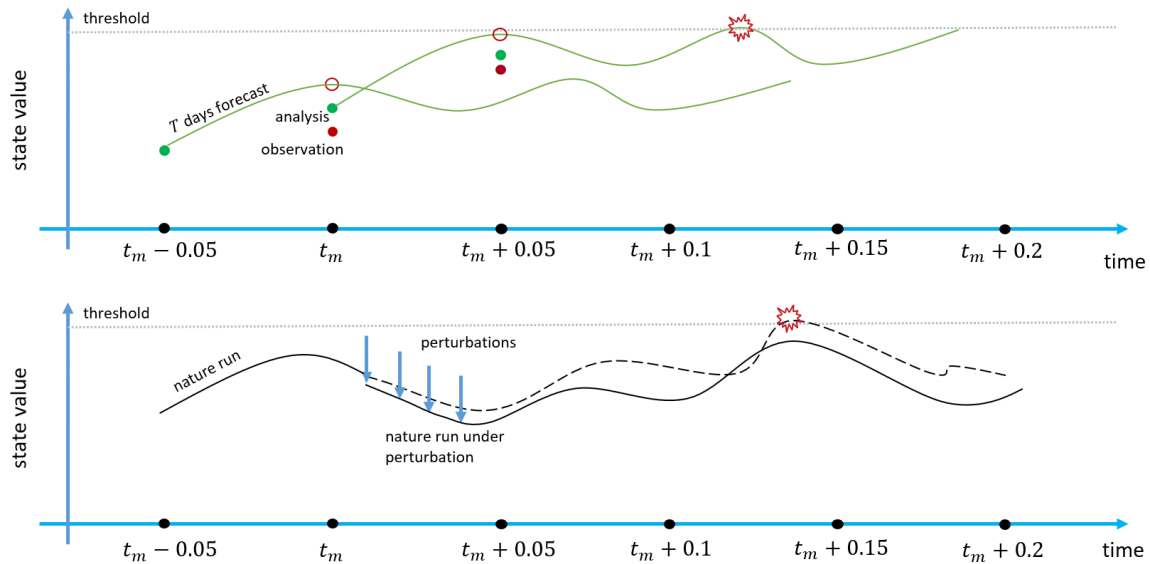 threshold
state value
T days forecast
analysis
observation
t_m − 0.05
t_m
t_m + 0.05
t_m + 0.1
t_m + 0.15
t_m + 0.2
time
threshold
state value
nature run
perturbations
nature run under
perturbation
t_m − 0.05
t_m
t_m + 0.05
t_m + 0.1
t_m + 0.15
t_m + 0.2
time